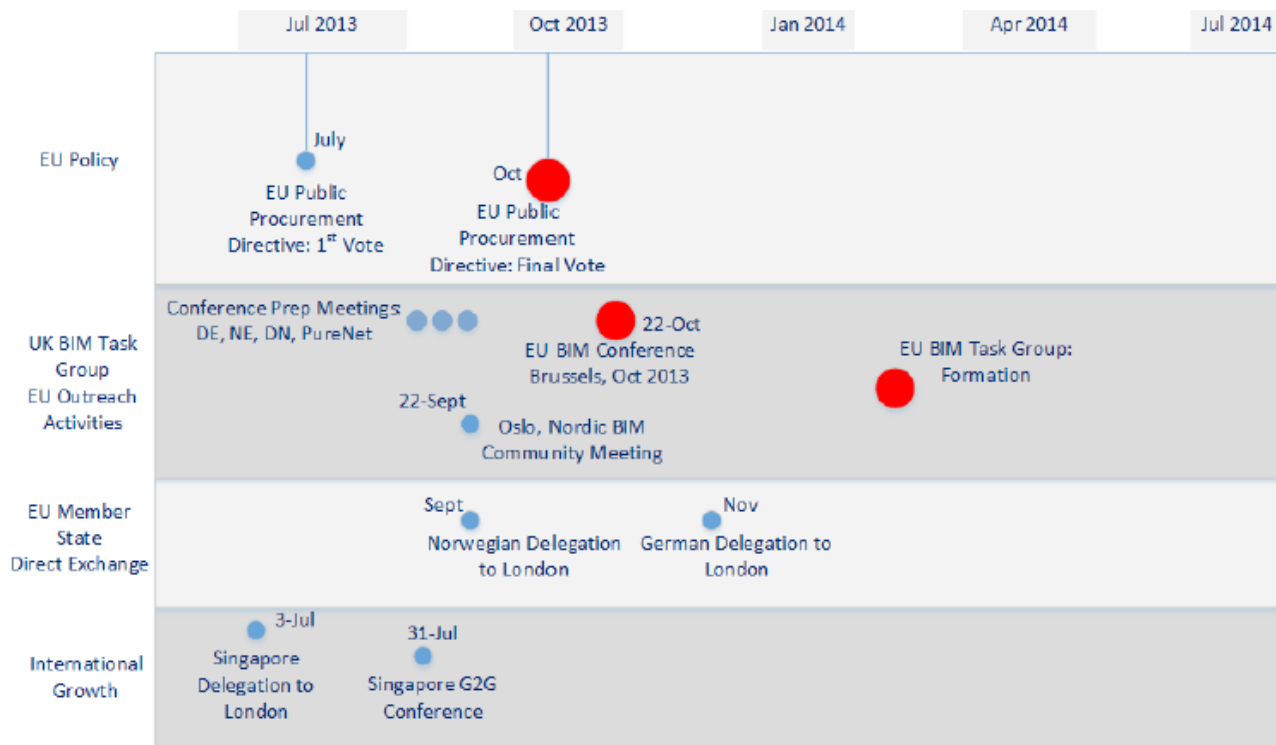 Jul 2013
Oct 2013
Jan 2014
Apr 2014
Jul 2014
EU Policy
July
EU Public
Procurement
Directive: 1st Vote
Oct
EU Public
Procurement
Directive: Final Vote
UK BIM Task
Group
EU Outreach
Activities
Conference Prep Meetings:
DE, NE, DN, PureNet
22-Oct
EU BIM Conference
Brussels, Oct 2013
EU BIM Task Group:
Formation
22-Sept
Oslo, Nordic BIM
Community Meeting
EU Member
State
Direct Exchange
Sept
Norwegian Delegation
to London
Nov
German Delegation to
London
International
Growth
3-Jul
Singapore
Delegation to
London
31-Jul
Singapore G2G
Conference